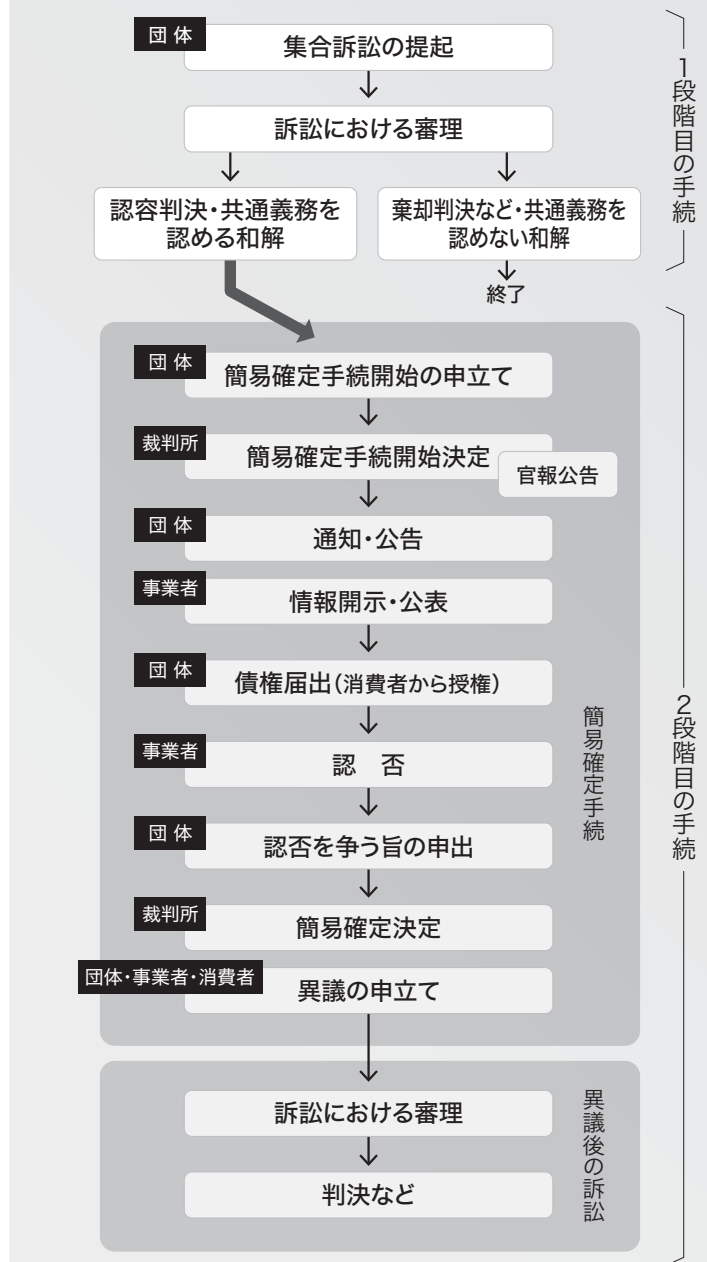 団体
集合訴訟の提起
訴訟における審理
認容判決・共通義務を
認める和解
棄却判決など・共通義務を
認めない和解
終了
1段階目の手続
団体
簡易確定手続開始の申立て
裁判所
簡易確定手続開始決定
官報公告
団体
通知・公告
事業者
情報開示・公表
団体
債権届出(消費者から授権)
事業者
認 否
団体
認否を争う旨の申出
裁判所
簡易確定決定
団体・事業者・消費者
異議の申立て
簡易確定手続
訴訟における審理
判決など
異議後の訴訟
2段階目の手続